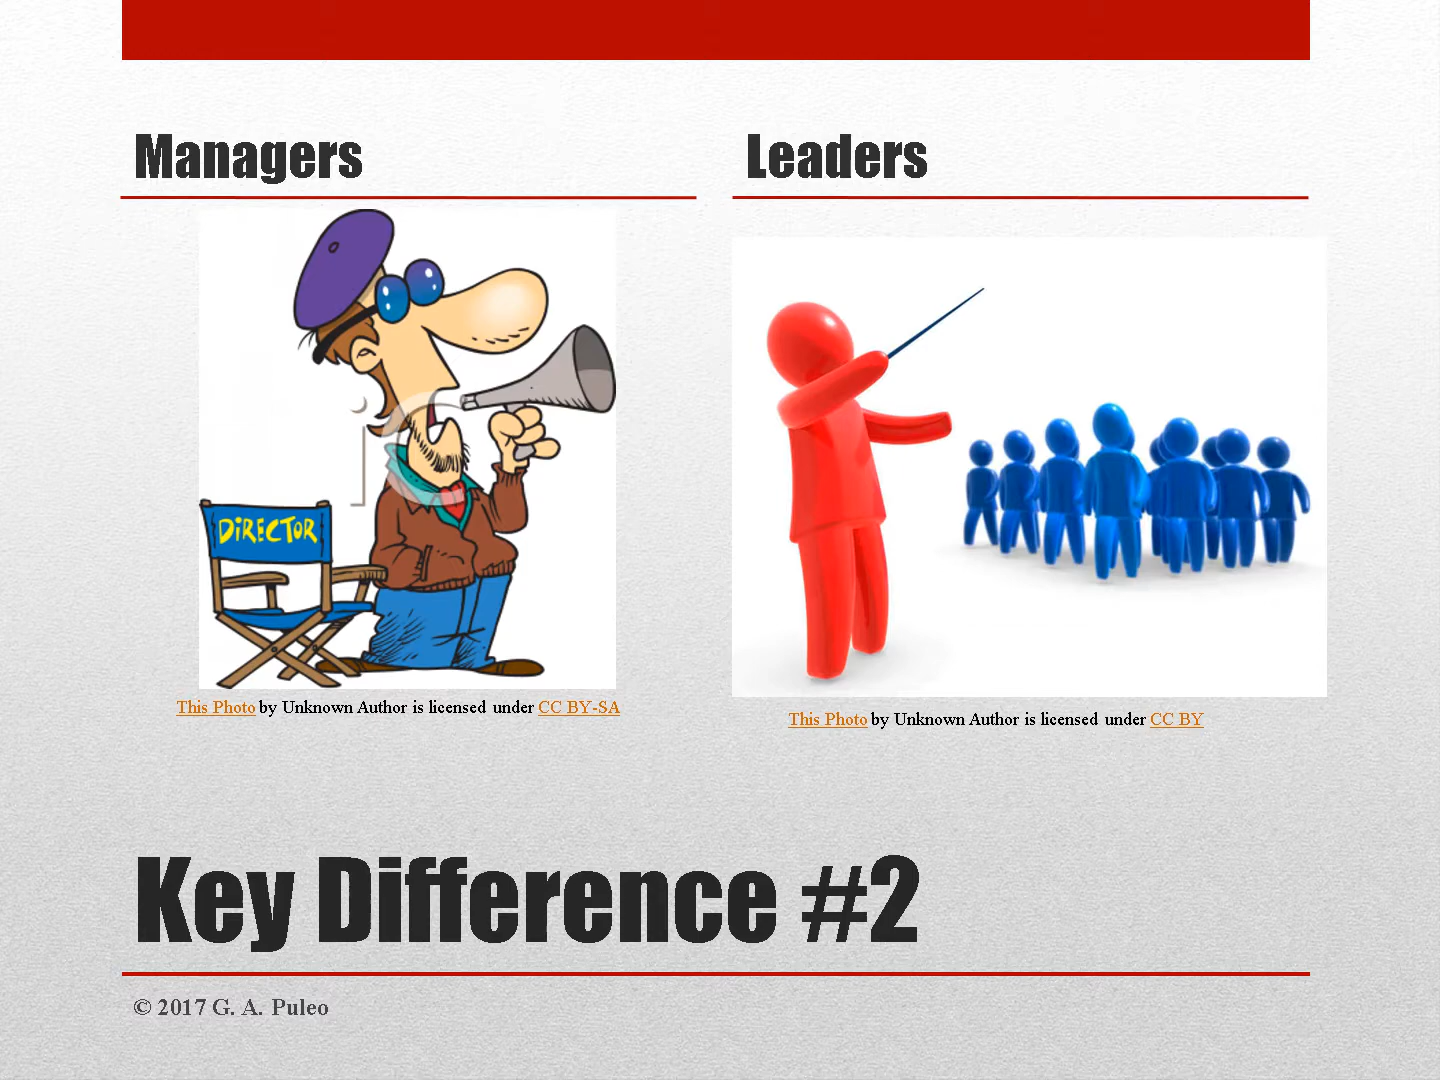 Managers
Leaders
DiRECTOR
This Photo by Unknown Author is licensed under CC BY-SA
This Photo by Unknown Author is licensed under CC BY
Key Difference #2
© 2017 G. A. Puleo